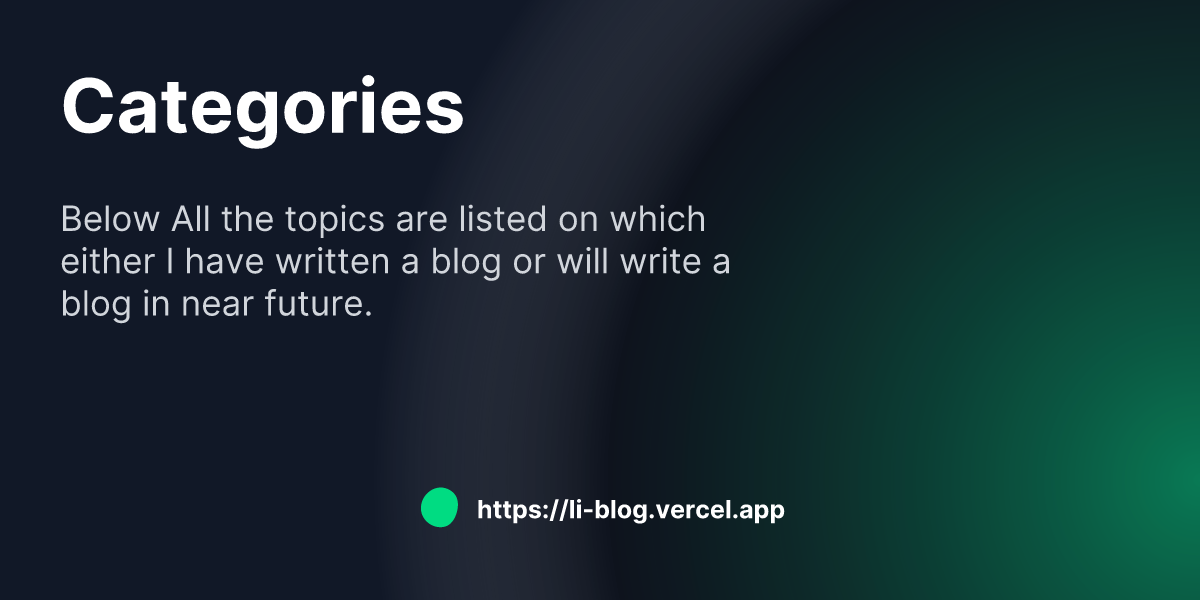 Categories
Below All the topics are listed on which
either I have written a blog or will write a
blog in near future.
https://li-blog.vercel.app